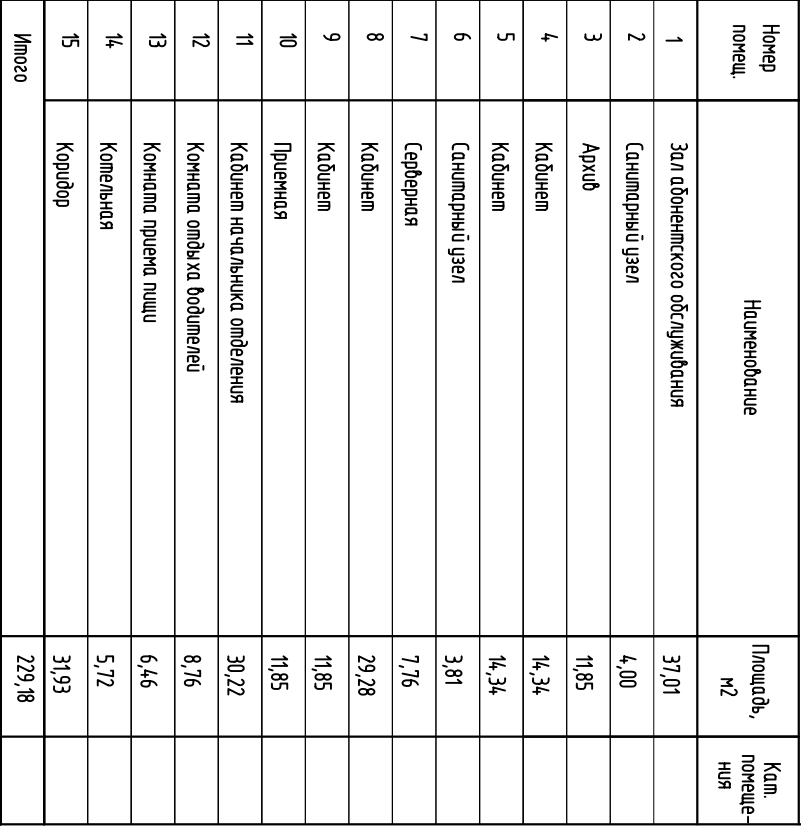 Номер
помещ.
Наименование
Площадь,
м2
Кат.
помеще-
ния
1 Зал абонентского обслуживания 37,01
2 Санитарный узел 4,00
3 Архив 11,85
4 Кабинет 14,34
5 Кабинет 14,34
6 Санитарный узел 3,81
7 Серверная 7,76
8 Кабинет 29,28
9 Кабинет 11,85
10 Приемная 11,85
11 Кабинет начальника отделения 30,22
12 Комната отдыха водителей 8,76
13 Комната приема пищи 6,46
14 Котельная 5,72
15 Коридор 31,93
Итого 229,18